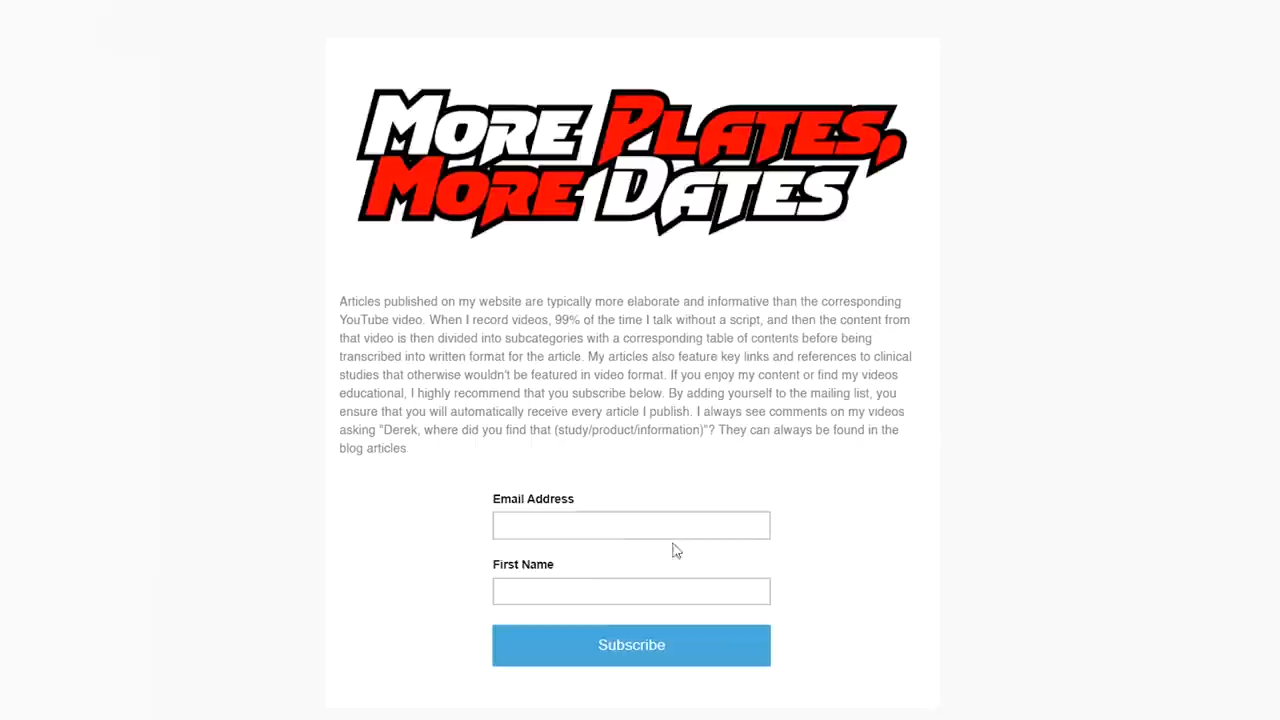 MORE PLATES,
MORE DATES
Articles published on my website are typically more elaborate and informative than the corresponding
YouTube video. When I record videos, 99% of the time I talk without a script, and then the content from
that video is then divided into subcategories with a corresponding table of contents before being
transcribed into written format for the article. My articles also feature key links and references to clinical
studies that otherwise wouldn't be featured in video format. If you enjoy my content or find my videos
educational, I highly recommend that you subscribe below. By adding yourself to the mailing list, you
ensure that you will automatically receive every article I publish. I always see comments on my videos
asking "Derek, where did you find that (study/product/information)"? They can always be found in the
blog articles
Email Address
First Name
Subscribe